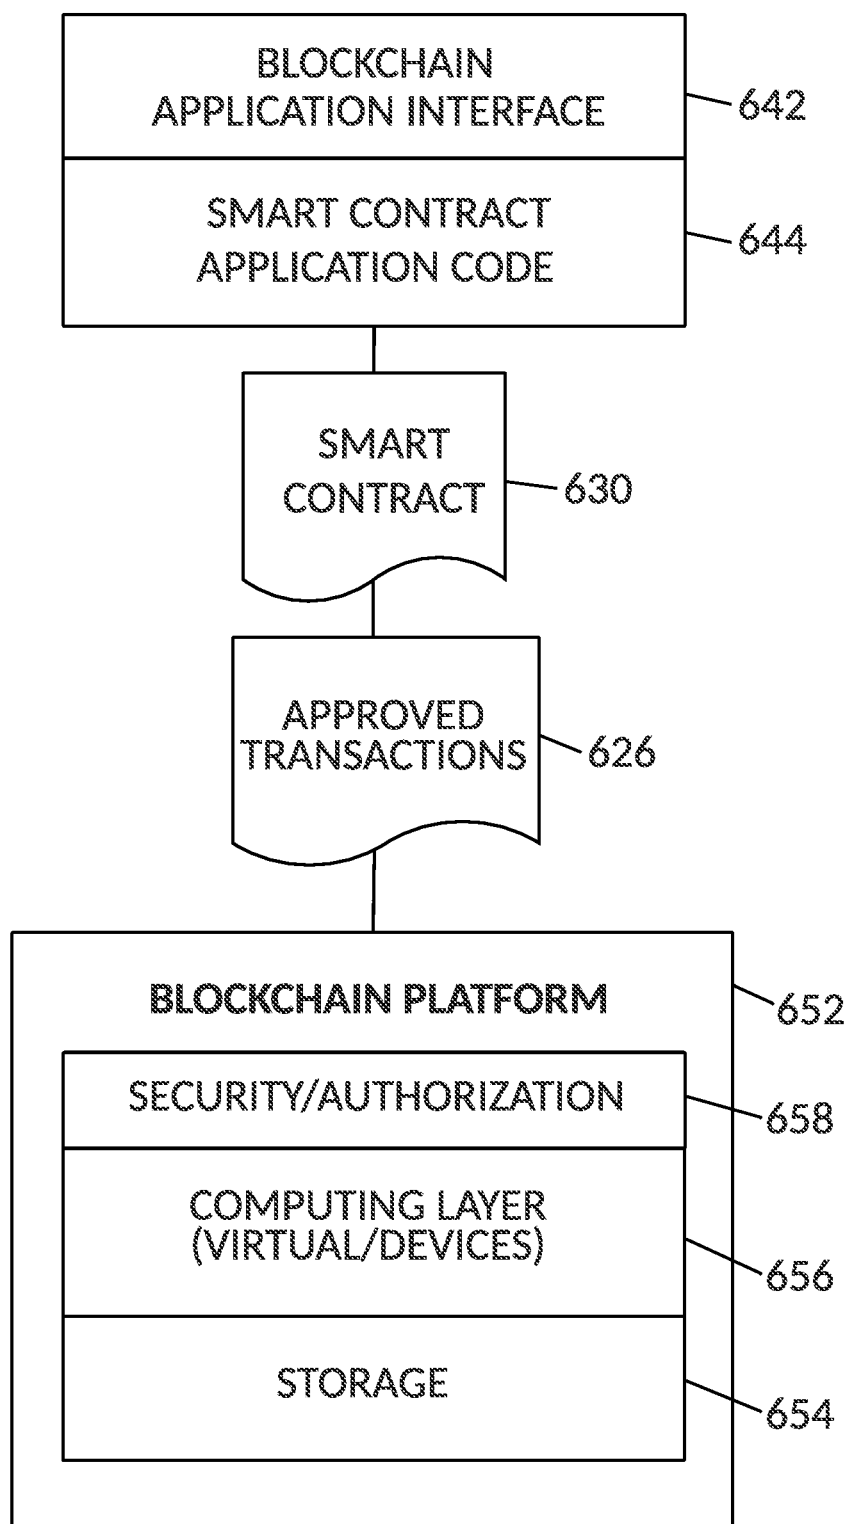 BLOCKCHAIN
APPLICATION INTERFACE
642
SMART CONTRACT
APPLICATION CODE
644
SMART
CONTRACT
630
APPROVED
TRANSACTIONS
626
BLOCKCHAIN PLATFORM
652
SECURITY/AUTHORIZATION
658
COMPUTING LAYER
(VIRTUAL/DEVICES)
656
STORAGE
654